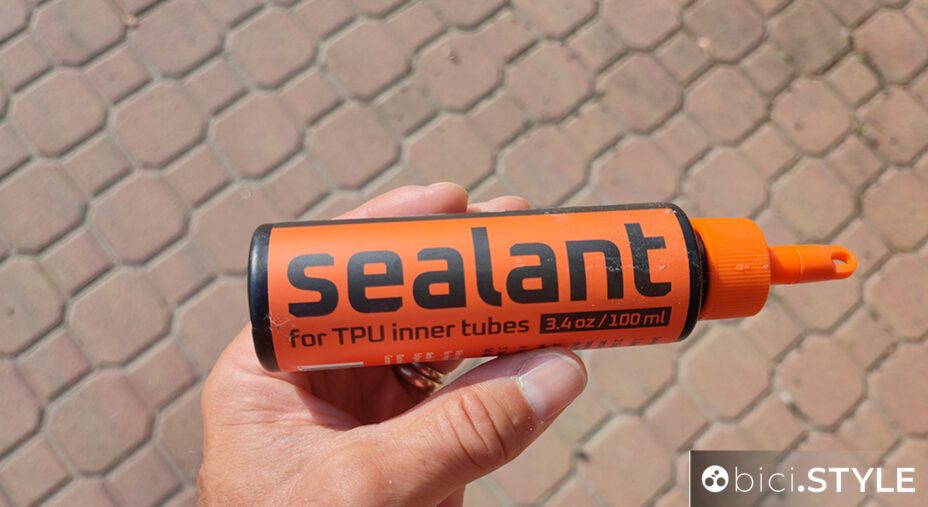 sealant
for TPU inner tubes 3.4 oz / 100 ml
bici.STYLE